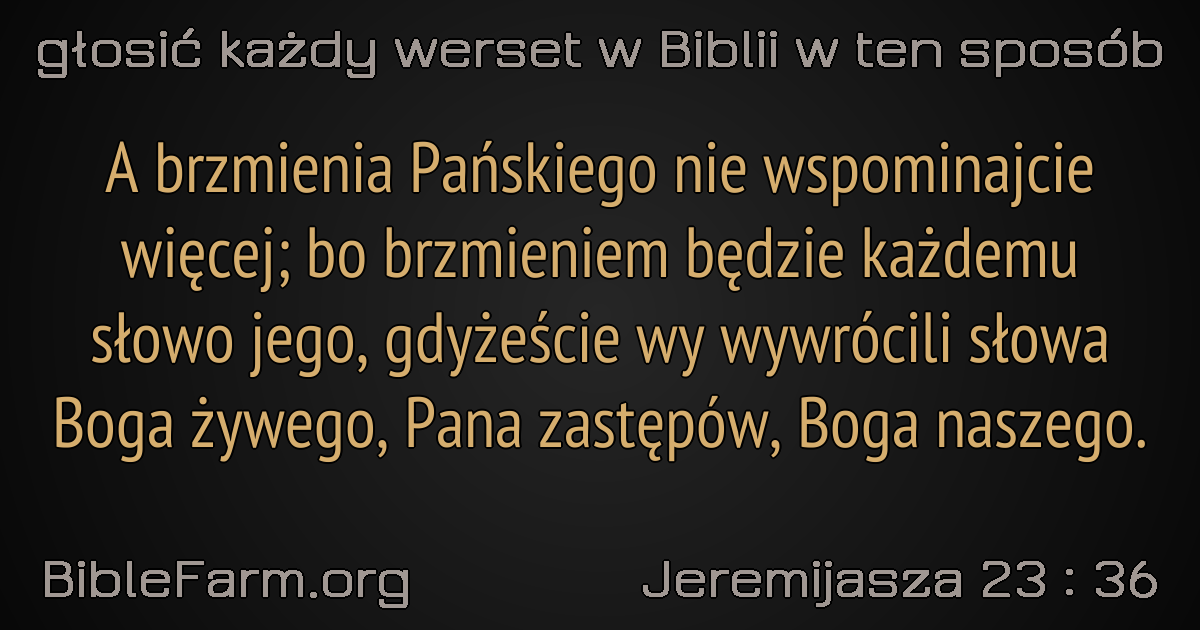 głosić każdy werset w Biblii w ten sposób
A brzmienia Pańskiego nie wspominajcie
więcej; bo brzmieniem będzie każdemu
słowo jego, gdyżeście wy wywrócili słowa
Boga żywego, Pana zastępów, Boga naszego.
BibleFarm.org
Jeremijasza 23 : 36